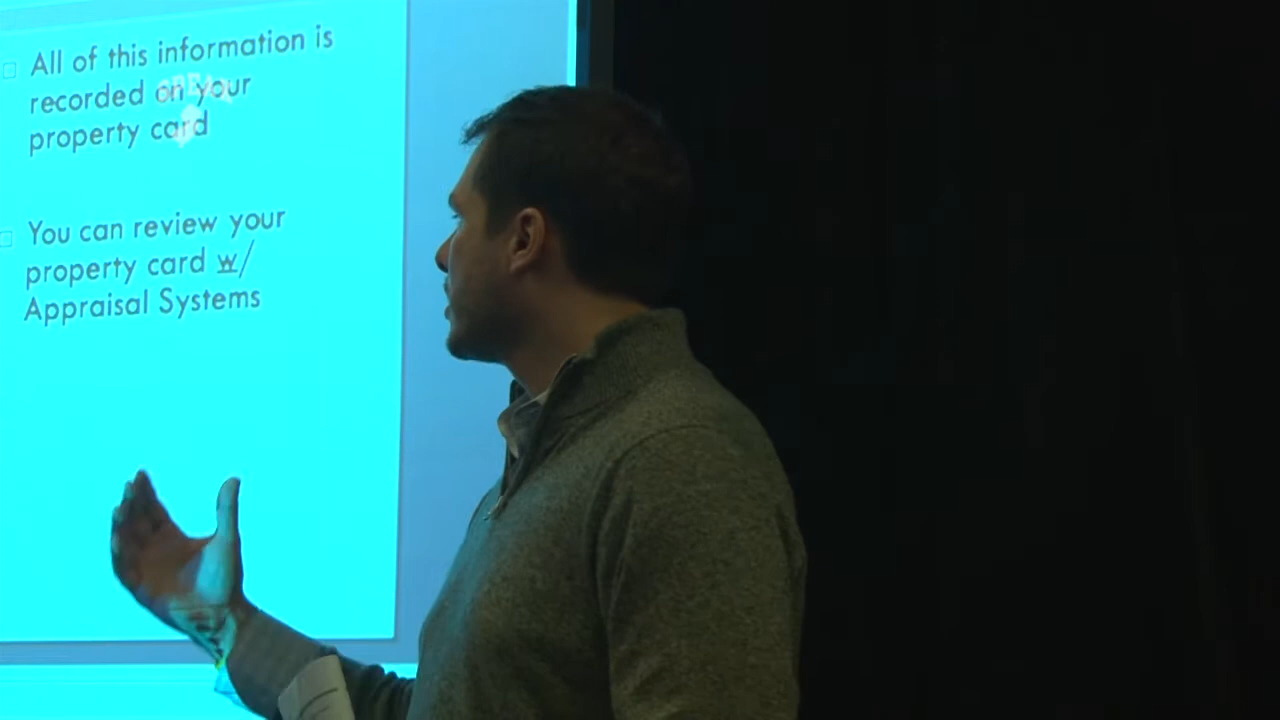 All of this information is
recorded on your
property card
You can review your
property card w/
Appraisal Systems